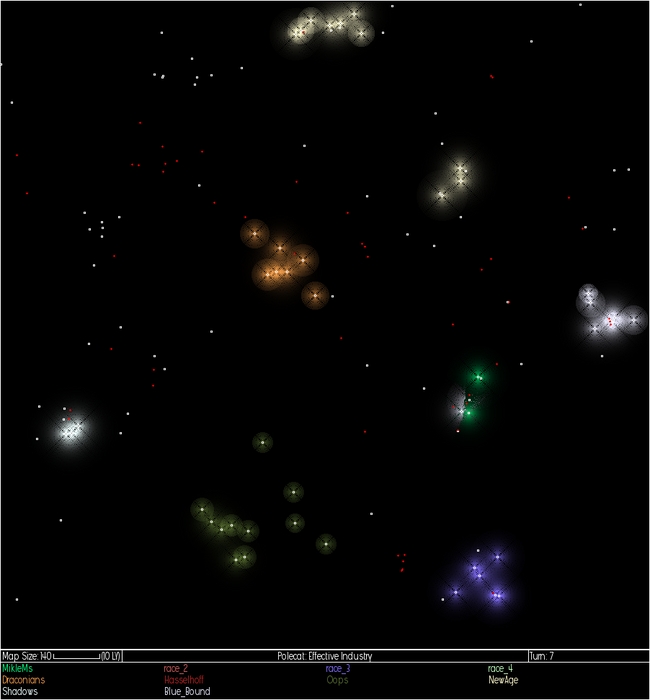 Map Size: 140 (10 LY) Polecat: Effective Industry Turn: 7
MikleMs race_2 race_3 race_4
Draconians Hasselhoff Oops NewAge
Shadows Blue_Bound